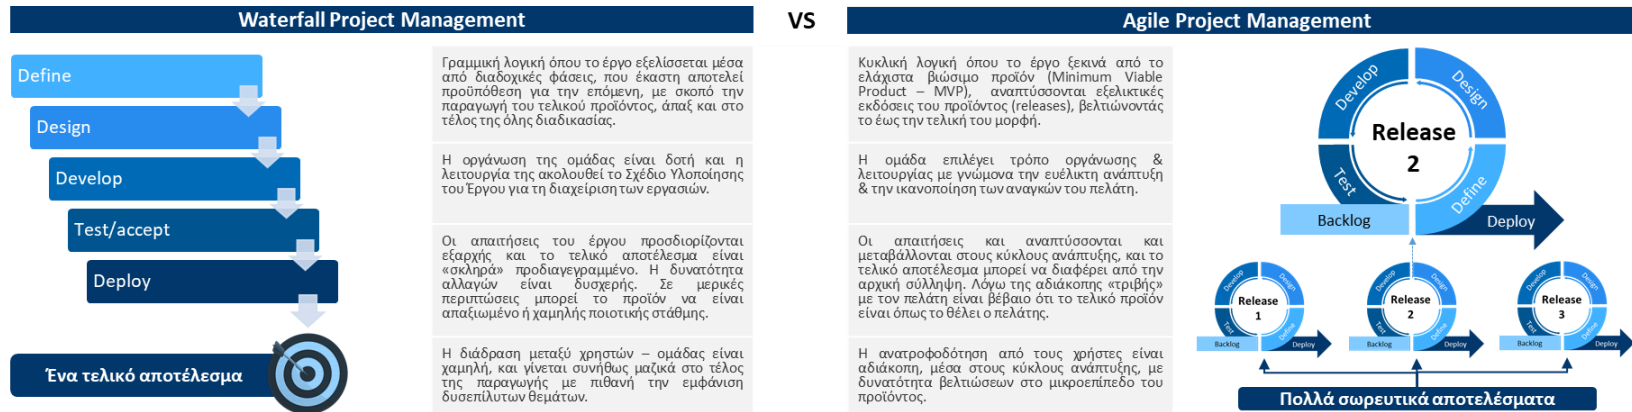 Waterfall Project Management
VS
Agile Project Management
Define
Design
Develop
Test/accept
Deploy
Ένα τελικό αποτέλεσμα
Γραμμική λογική όπου το έργο εξελίσσεται μέσα
από διαδοχικές φάσεις, που έκαστη αποτελεί
προϋπόθεση για την επόμενη, με σκοπό την
παραγωγή του τελικού προϊόντος, άπαξ και στο
τέλος της όλης διαδικασίας.
Η οργάνωση της ομάδας είναι δοτή και η
λειτουργία της ακολουθεί το Σχέδιο Υλοποίησης
του Έργου για τη διαχείριση των εργασιών.
Οι απαιτήσεις του έργου προσδιορίζονται
εξαρχής και το τελικό αποτέλεσμα είναι
«σκληρά» προδιαγεγραμμένο. Η δυνατότητα
αλλαγών είναι δυσχερής. Σε μερικές
περιπτώσεις μπορεί το προϊόν να είναι
απαξιωμένο ή χαμηλής ποιοτικής στάθμης.
Η διάδραση μεταξύ χρηστών – ομάδας είναι
χαμηλή, και γίνεται συνήθως μαζικά στο τέλος
της παραγωγής με πιθανή την εμφάνιση
δυσεπίλυτων θεμάτων.
Κυκλική λογική όπου το έργο ξεκινά από το
ελάχιστα βιώσιμο προϊόν (Minimum Viable
Product – MVP), αναπτύσσονται εξελικτικές
εκδόσεις του προϊόντος (releases), βελτιώνοντάς
το έως την τελική του μορφή.
Η ομάδα επιλέγει τρόπο οργάνωσης &
λειτουργίας με γνώμονα την ευέλικτη ανάπτυξη
& την ικανοποίηση των αναγκών του πελάτη.
Οι απαιτήσεις και αναπτύσσονται και
μεταβάλλονται στους κύκλους ανάπτυξης, και το
τελικό αποτέλεσμα μπορεί να διαφέρει από την
αρχική σύλληψη. Λόγω της αδιάκοπης «τριβής»
με τον πελάτη είναι βέβαιο ότι το τελικό προϊόν
είναι όπως το θέλει ο πελάτης.
Η ανατροφοδότηση από τους χρήστες είναι
αδιάκοπη, μέσα στους κύκλους ανάπτυξης, με
δυνατότητα βελτιώσεων στο μικροεπίπεδο του
προϊόντος.
Develop
Design
Release
2
Test
Define
Backlog
Deploy
Develop
Design
Release
1
Test
Define
Backlog
Deploy
Develop
Design
Release
2
Test
Define
Backlog
Deploy
Develop
Design
Release
3
Test
Define
Backlog
Deploy
Πολλά σωρευτικά αποτελέσματα